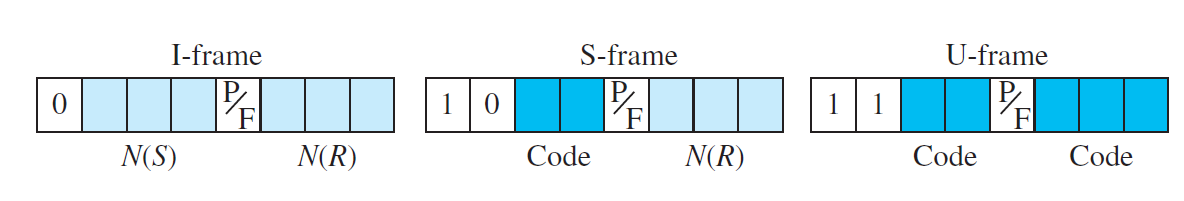 I-frame S-frame U-frame
0 P/F 1 0 P/F 1 1 P/F
N(S) N(R) Code N(R) Code Code